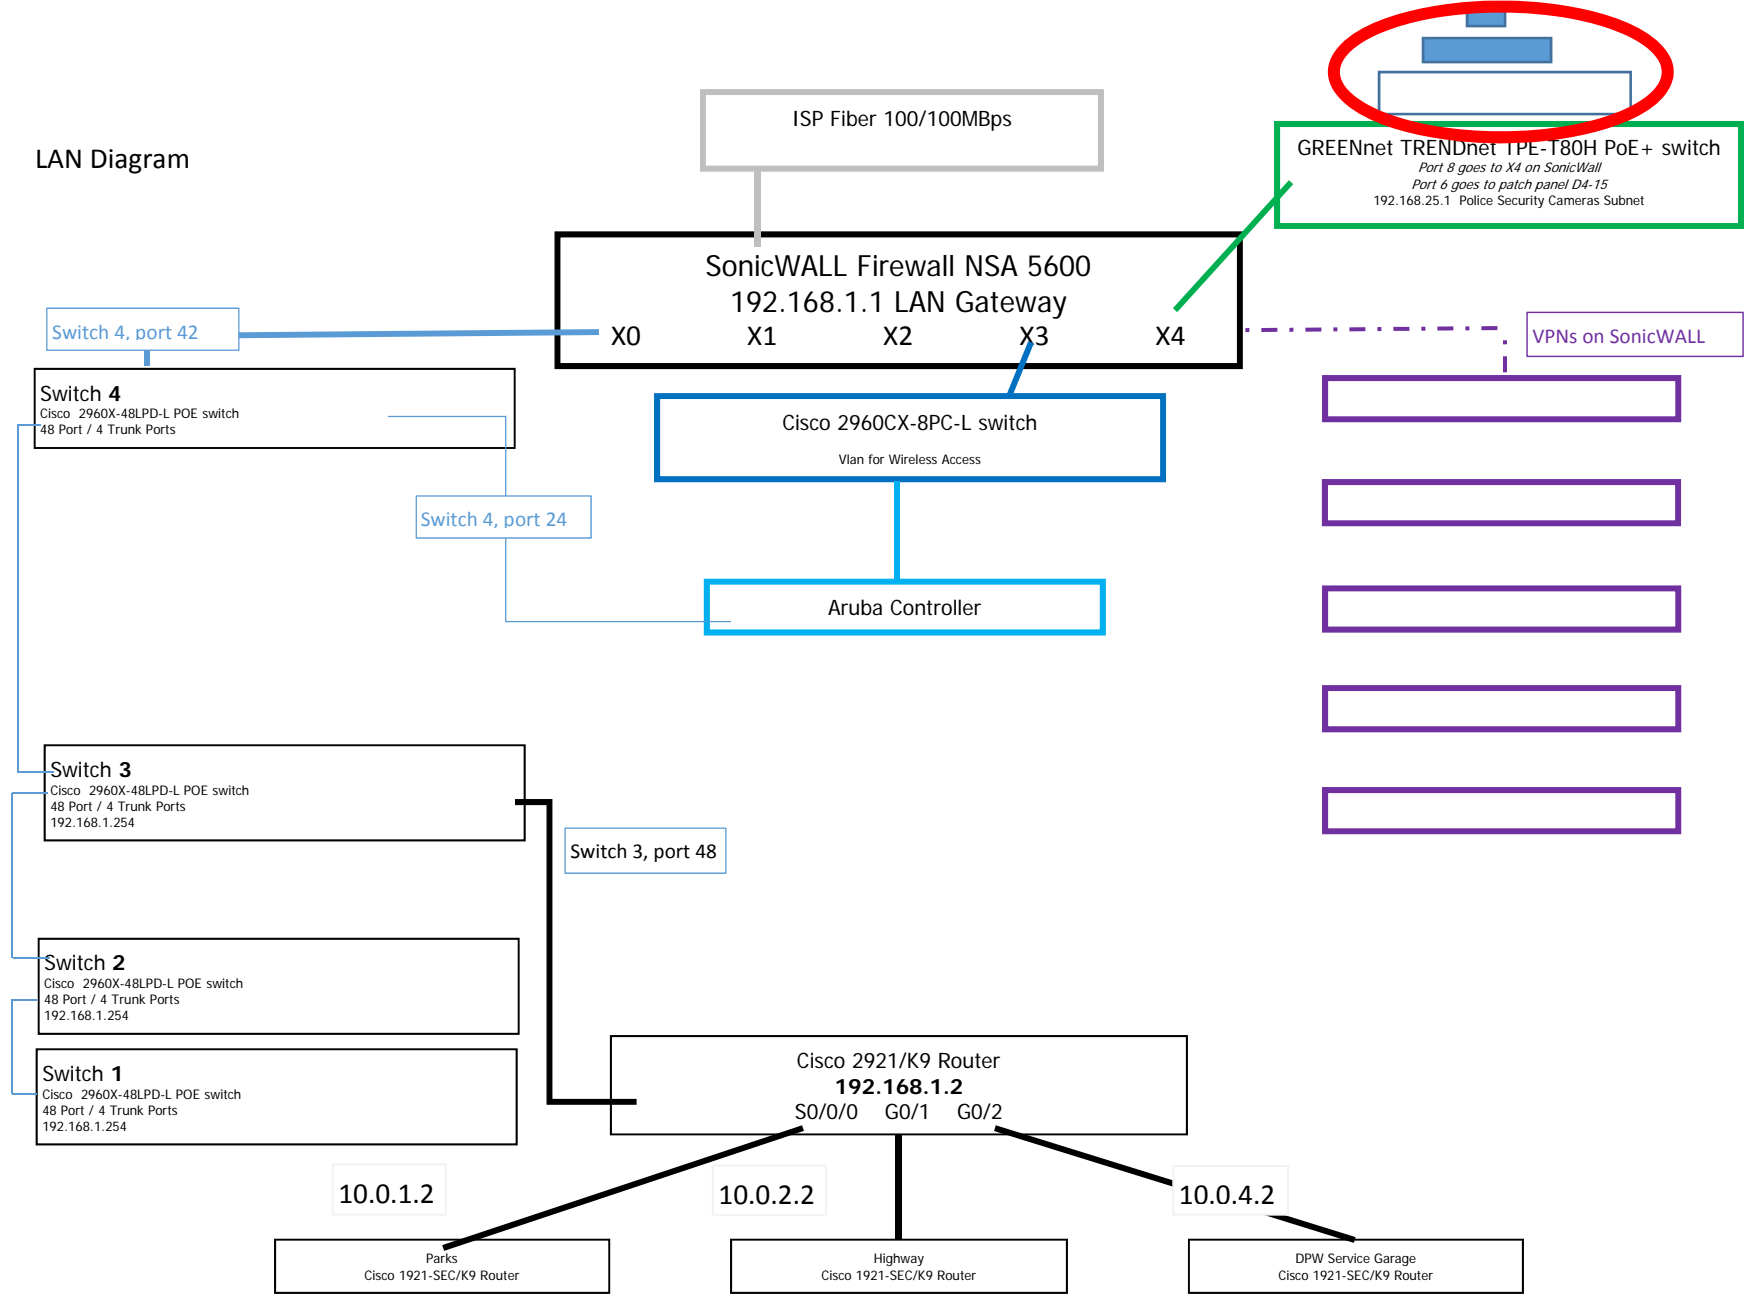 LAN Diagram
ISP Fiber 100/100MBps
GREENnet TRENDnet TPE-T80H PoE+ switch
Port 8 goes to X4 on SonicWall
Port 6 goes to patch panel D4-15
192.168.25.1  Police Security Cameras Subnet
SonicWALL Firewall NSA 5600
192.168.1.1 LAN Gateway
X0 X1 X2 X3 X4
Switch 4, port 42
VPNs on SonicWALL
Switch 4
Cisco  2960X-48LPD-L POE switch
48 Port / 4 Trunk Ports
Cisco 2960CX-8PC-L switch
Vlan for Wireless Access
Switch 4, port 24
Aruba Controller
Switch 3
Cisco  2960X-48LPD-L POE switch
48 Port / 4 Trunk Ports
192.168.1.254
Switch 3, port 48
Switch 2
Cisco  2960X-48LPD-L POE switch
48 Port / 4 Trunk Ports
192.168.1.254
Switch 1
Cisco  2960X-48LPD-L POE switch
48 Port / 4 Trunk Ports
192.168.1.254
Cisco 2921/K9 Router
192.168.1.2
S0/0/0 G0/1 G0/2
10.0.1.2
10.0.2.2
10.0.4.2
Parks
Cisco 1921-SEC/K9 Router
Highway
Cisco 1921-SEC/K9 Router
DPW Service Garage
Cisco 1921-SEC/K9 Router